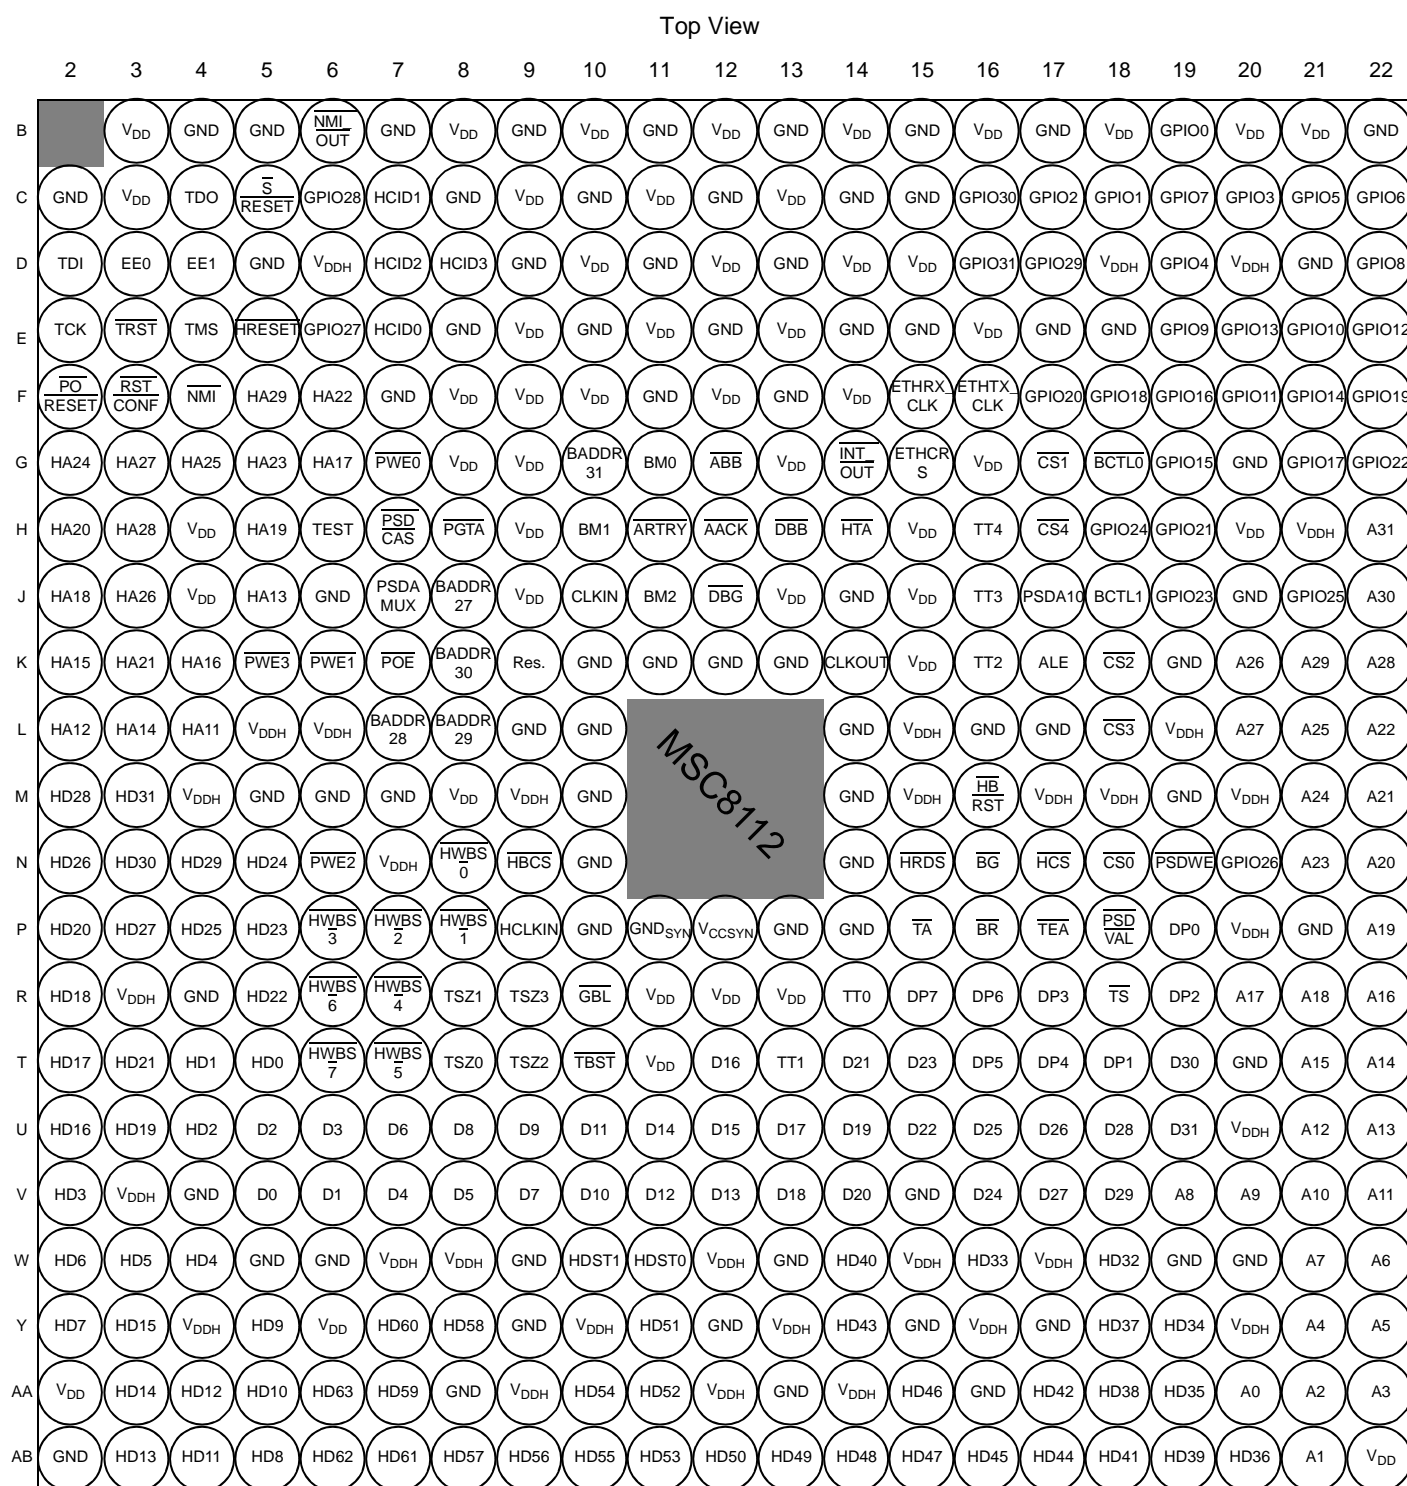 Top View
2 3 4 5 6 7 8 9 10 11 12 13 14 15 16 17 18 19 20 21 22
B VDD GND GND NMI_OUT GND VDD GND VDD GND VDD GND VDD GND VDD GND VDD GPIO0 VDD VDD GND
C GND VDD TDO SRESET GPIO28 HCID1 GND VDD GND VDD GND VDD GND GND GPIO30 GPIO2 GPIO1 GPIO7 GPIO3 GPIO5 GPIO6
D TDI EE0 EE1 GND VDDH HCID2 HCID3 GND VDD GND VDD GND VDD VDD GPIO31 GPIO29 VDDH GPIO4 VDDH GND GPIO8
E TCK TRST TMS HRESET GPIO27 HCID0 GND VDD GND VDD GND VDD GND GND VDD GND GND GPIO9 GPIO13 GPIO10 GPIO12
F PORESET RSTCONF NMI HA29 HA22 GND VDD VDD VDD GND VDD GND VDD ETHRX_CLK ETHTX_CLK GPIO20 GPIO18 GPIO16 GPIO11 GPIO14 GPIO19
G HA24 HA27 HA25 HA23 HA17 PWE0 VDD VDD BADDR31 BM0 ABB VDD INT_OUT ETHCRS VDD CS1 BCTL0 GPIO15 GND GPIO17 GPIO22
H HA20 HA28 VDD HA19 TEST PSDCAS PGTA VDD BM1 ARTRY AACK DBB HTA VDD TT4 CS4 GPIO24 GPIO21 VDD VDDH A31
J HA18 HA26 VDD HA13 GND PSDAMUX BADDR27 VDD CLKIN BM2 DBG VDD GND VDD TT3 PSDA10 BCTL1 GPIO23 GND GPIO25 A30
K HA15 HA21 HA16 PWE3 PWE1 POE BADDR30 Res. GND GND GND GND CLKOUT VDD TT2 ALE CS2 GND A26 A29 A28
L HA12 HA14 HA11 VDDH VDDH BADDR28 BADDR29 GND GND GND VDDH GND GND CS3 VDDH A27 A25 A22
MSC8112
M HD28 HD31 VDDH GND GND GND VDD VDDH GND GND VDDH HBRST VDDH VDDH GND VDDH A24 A21
N HD26 HD30 HD29 HD24 PWE2 VDDH HWBS0 HBCS GND GND HRDS BG HCS CS0 PSDWE GPIO26 A23 A20
P HD20 HD27 HD25 HD23 HWBS3 HWBS2 HWBS1 HCLKIN GND GNDSYN VCCSYN GND GND TA BR TEA PSDVAL DP0 VDDH GND A19
R HD18 VDDH GND HD22 HWBS6 HWBS4 TSZ1 TSZ3 GBL VDD VDD VDD TT0 DP7 DP6 DP3 TS DP2 A17 A18 A16
T HD17 HD21 HD1 HD0 HWBS7 HWBS5 TSZ0 TSZ2 TBST VDD D16 TT1 D21 D23 DP5 DP4 DP1 D30 GND A15 A14
U HD16 HD19 HD2 D2 D3 D6 D8 D9 D11 D14 D15 D17 D19 D22 D25 D26 D28 D31 VDDH A12 A13
V HD3 VDDH GND D0 D1 D4 D5 D7 D10 D12 D13 D18 D20 GND D24 D27 D29 A8 A9 A10 A11
W HD6 HD5 HD4 GND GND VDDH VDDH GND HDST1 HDST0 VDDH GND HD40 VDDH HD33 VDDH HD32 GND GND A7 A6
Y HD7 HD15 VDDH HD9 VDD HD60 HD58 GND VDDH HD51 GND VDDH HD43 GND VDDH GND HD37 HD34 VDDH A4 A5
AA VDD HD14 HD12 HD10 HD63 HD59 GND VDDH HD54 HD52 VDDH GND VDDH HD46 GND HD42 HD38 HD35 A0 A2 A3
AB GND HD13 HD11 HD8 HD62 HD61 HD57 HD56 HD55 HD53 HD50 HD49 HD48 HD47 HD45 HD44 HD41 HD39 HD36 A1 VDD